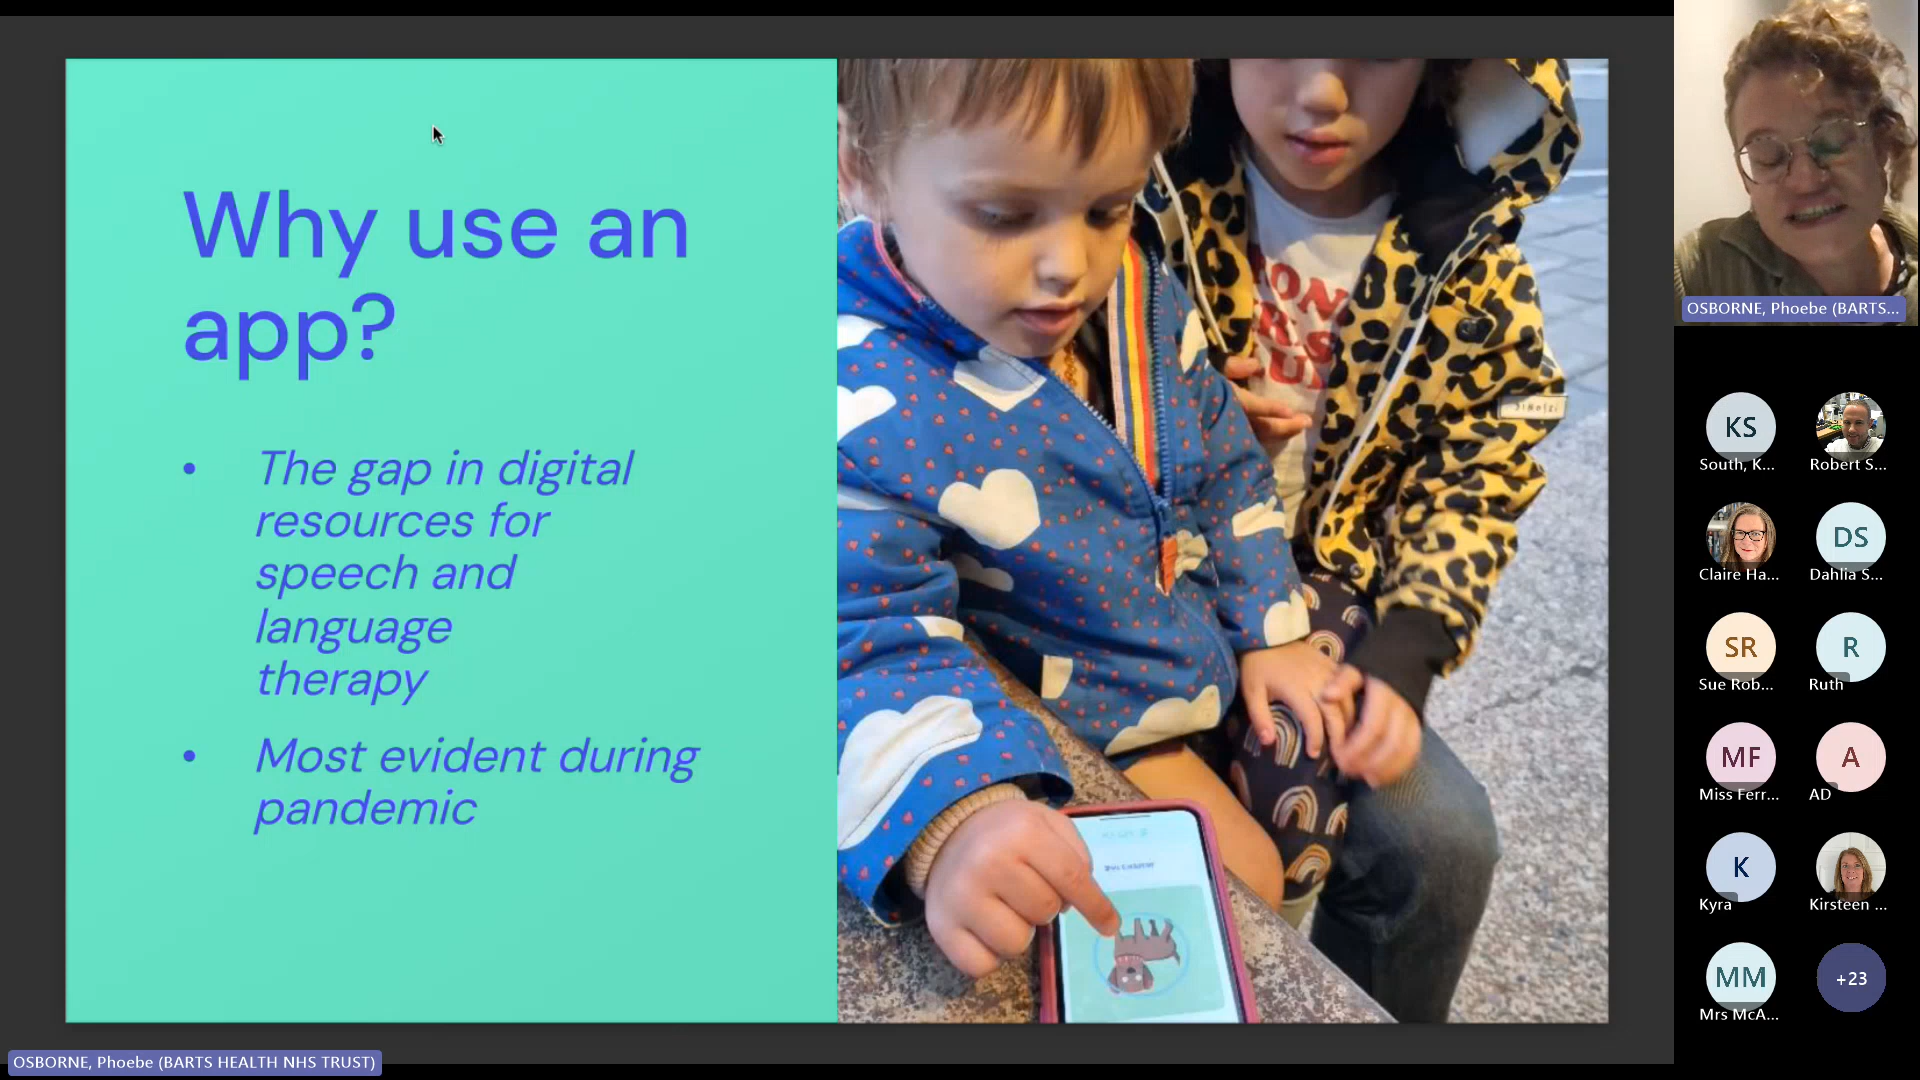 Why use an
app?
• The gap in digital
resources for
speech and
language
therapy
• Most evident during
pandemic
OSBORNE, Phoebe (BARTS...
KS
South, K...
Robert S...
Claire Ha...
DS
Dahlia S...
SR
Sue Rob...
R
Ruth
MF
Miss Ferr...
A
AD
K
Kyra
Kirsteen ...
MM
Mrs McA...
+23
OSBORNE, Phoebe (BARTS HEALTH NHS TRUST)